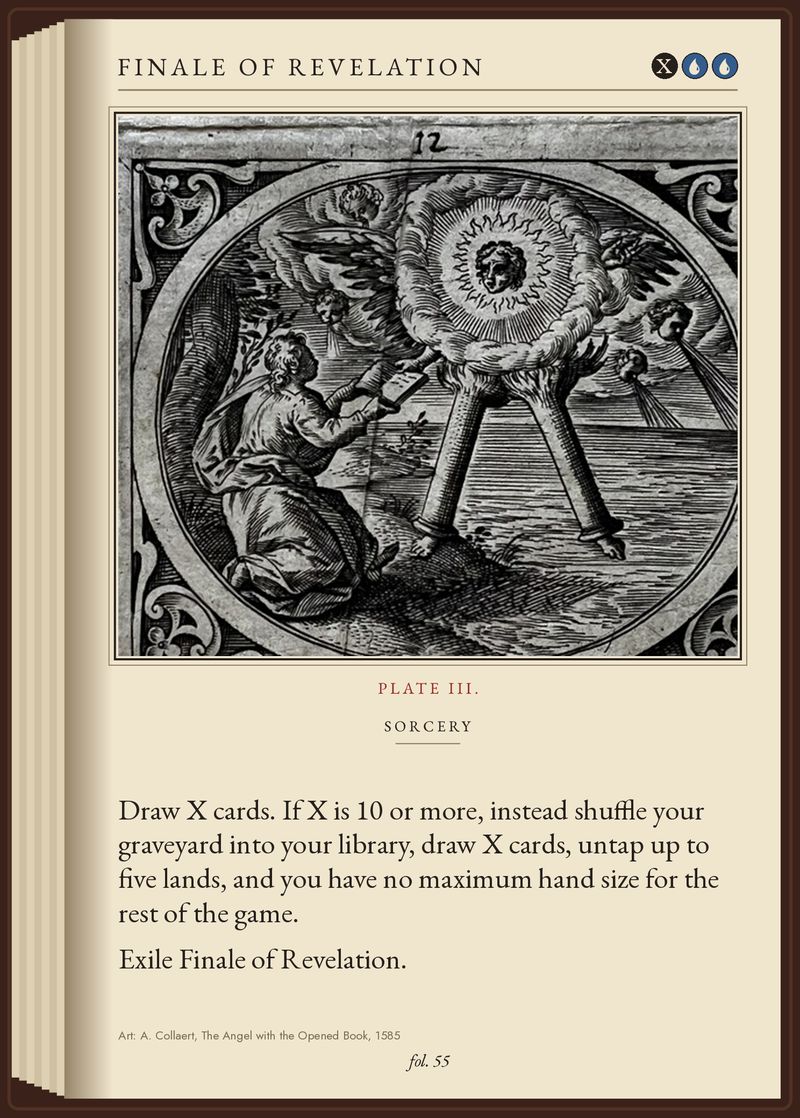 FINALE OF REVELATION X
12
PLATE III.
SORCERY
Draw X cards. If X is 10 or more, instead shuffle your
graveyard into your library, draw X cards, untap up to
five lands, and you have no maximum hand size for the
rest of the game.
Exile Finale of Revelation.
Art: A. Collaert, The Angel with the Opened Book, 1585
fol. 55